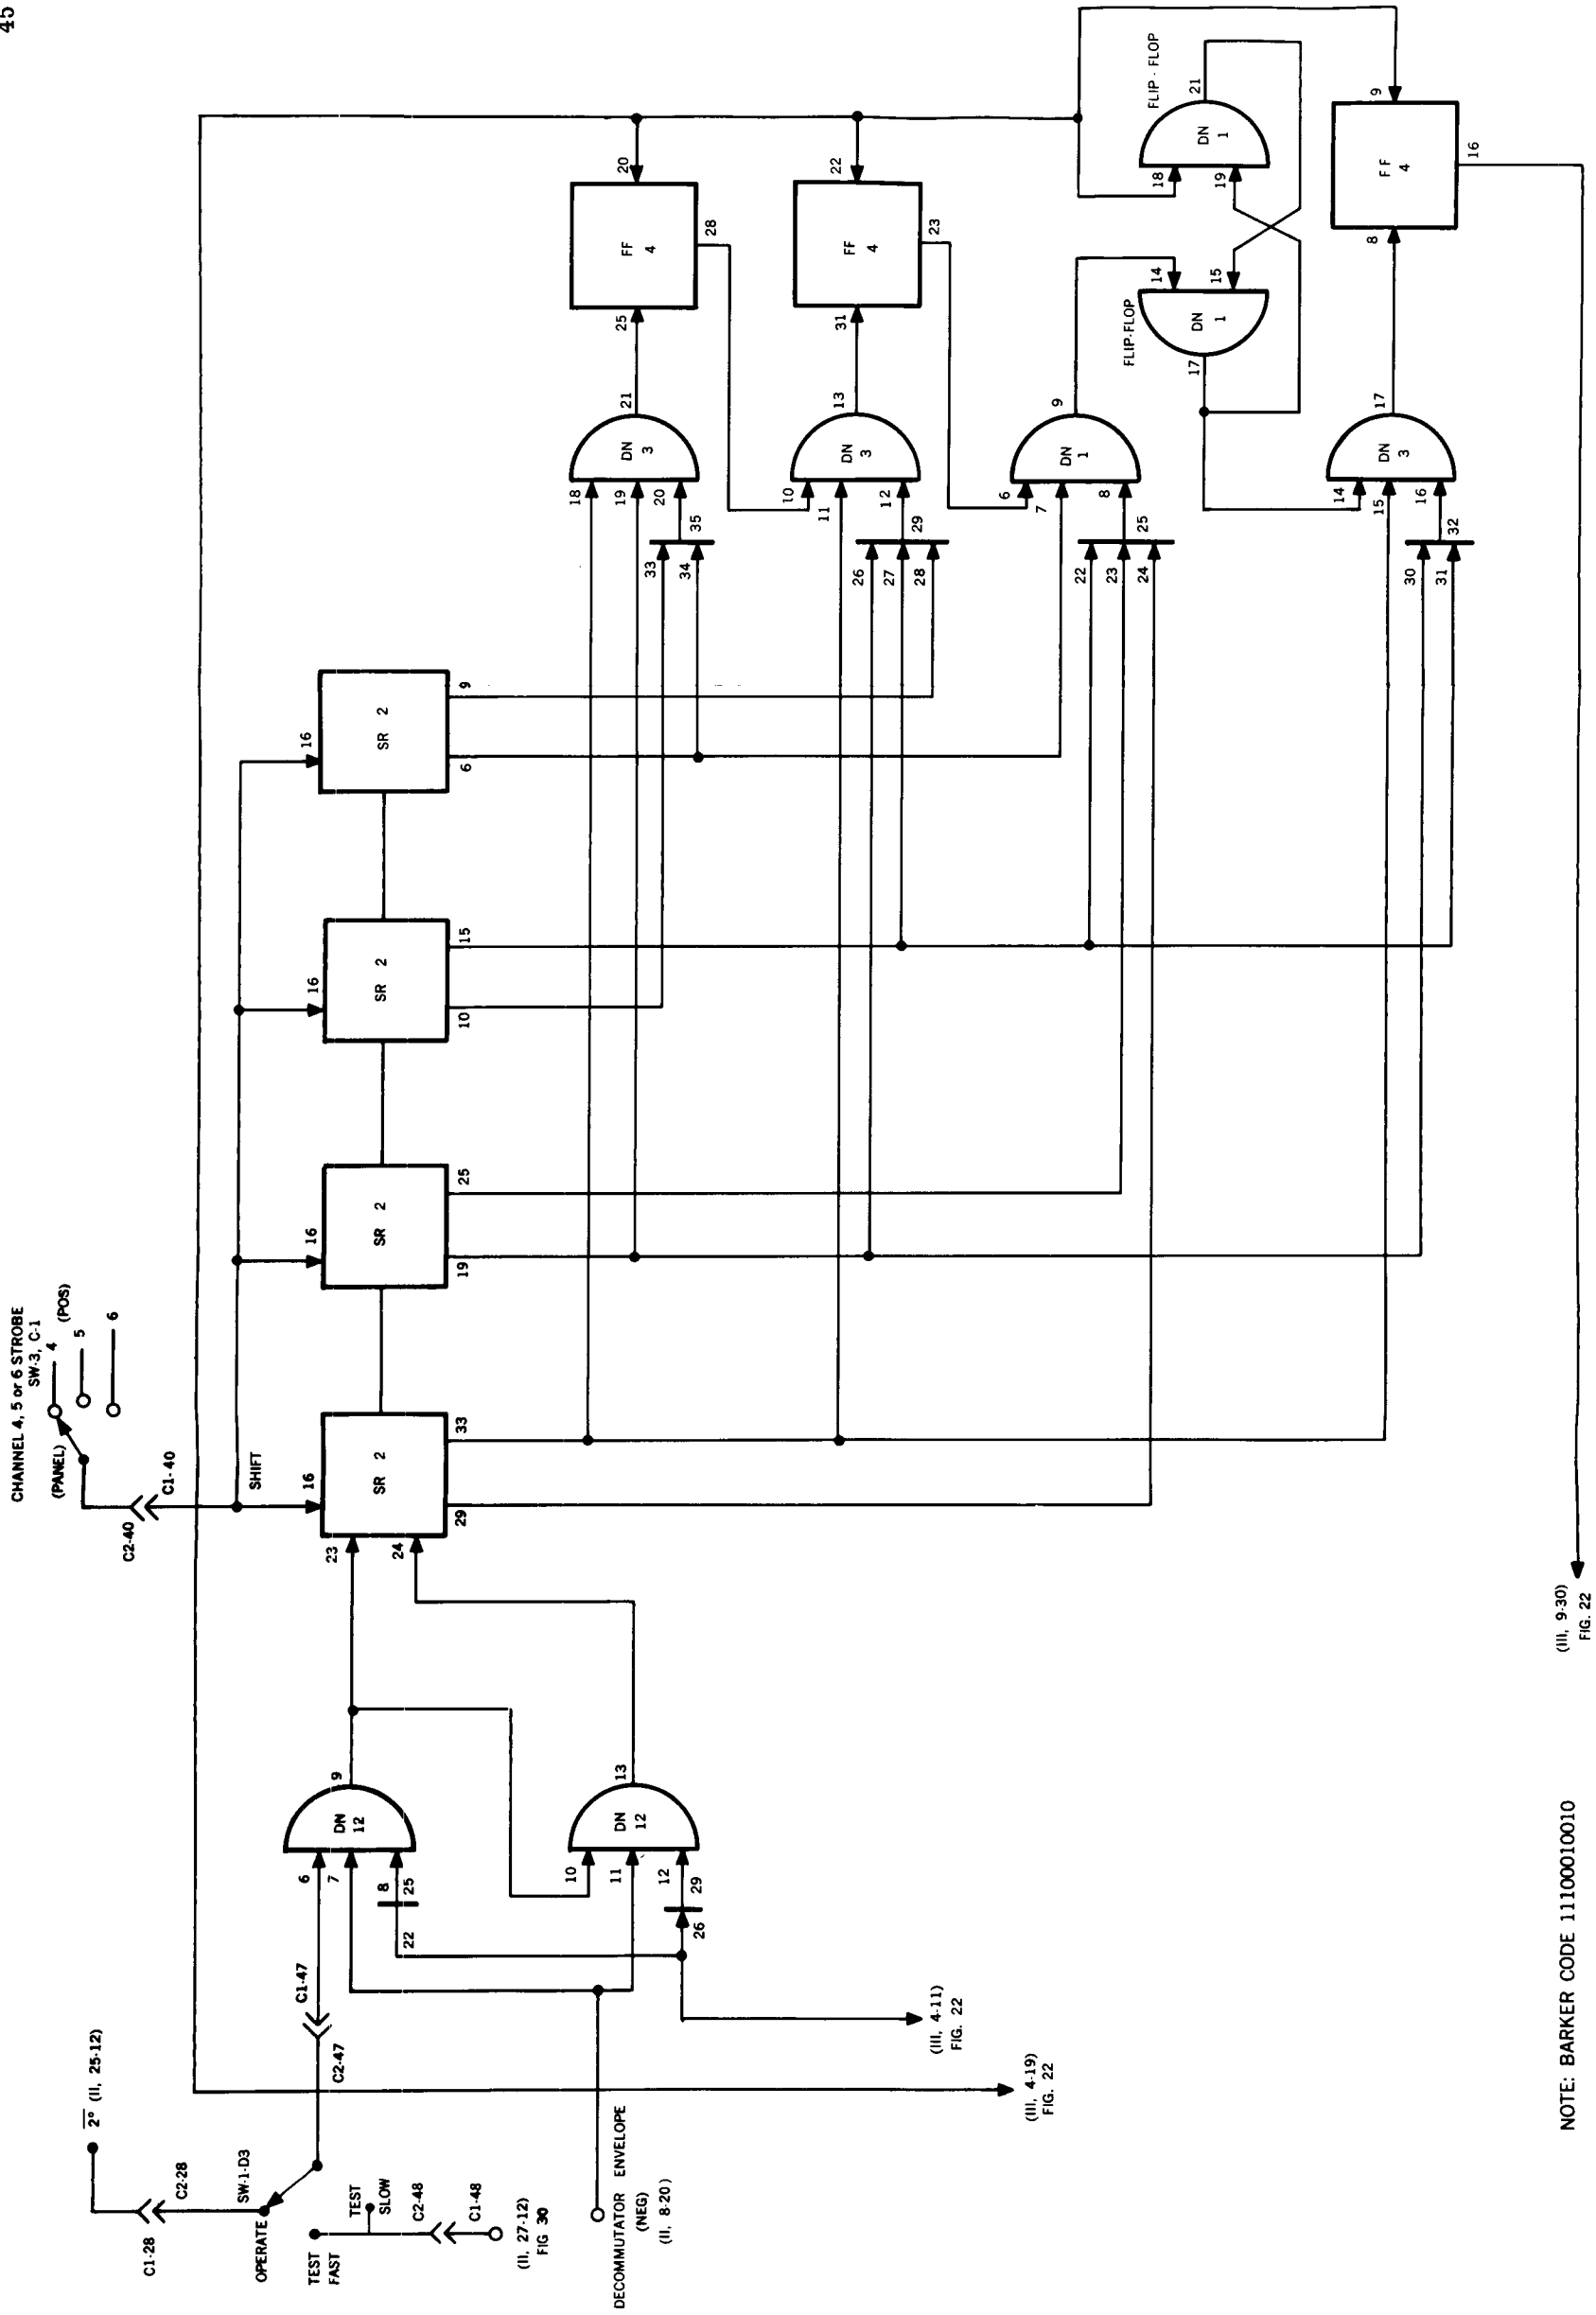 45
CHANNEL 4, 5 or 6 STROBE
SW-3, C-1
(PANEL)
4
(POS)
5
6
C2-40
C1-40
SHIFT
16
16
16
16
SR 2
SR 2
SR 2
SR 2
23
24
29
33
19
25
10
15
6
9
2° (II, 25-12)
C1-28
C2-28
SW-1-D3
OPERATE
TEST
FAST
TEST
SLOW
C2-48
C1-48
(II, 27-12)
FIG 30
C2-47
C1-47
DECOMMUTATOR ENVELOPE
(NEG)
(II, 8-20)
6
7
8
25
22
DN
12
9
10
11
12
29
26
DN
12
13
(III, 4-11)
FIG. 22
(III, 4-19)
FIG. 22
18
19
20
33
34
35
DN
3
21
25
FF
4
20
28
10
11
12
26
27
28
29
DN
3
13
31
FF
4
22
23
6
7
8
22
23
24
25
DN
1
9
FLIP-FLOP
14
15
DN
1
17
FLIP - FLOP
18
19
DN
1
21
14
15
16
30
31
32
DN
3
17
8
FF
4
9
16
(III, 9-30)
FIG. 22
NOTE: BARKER CODE 11100010010